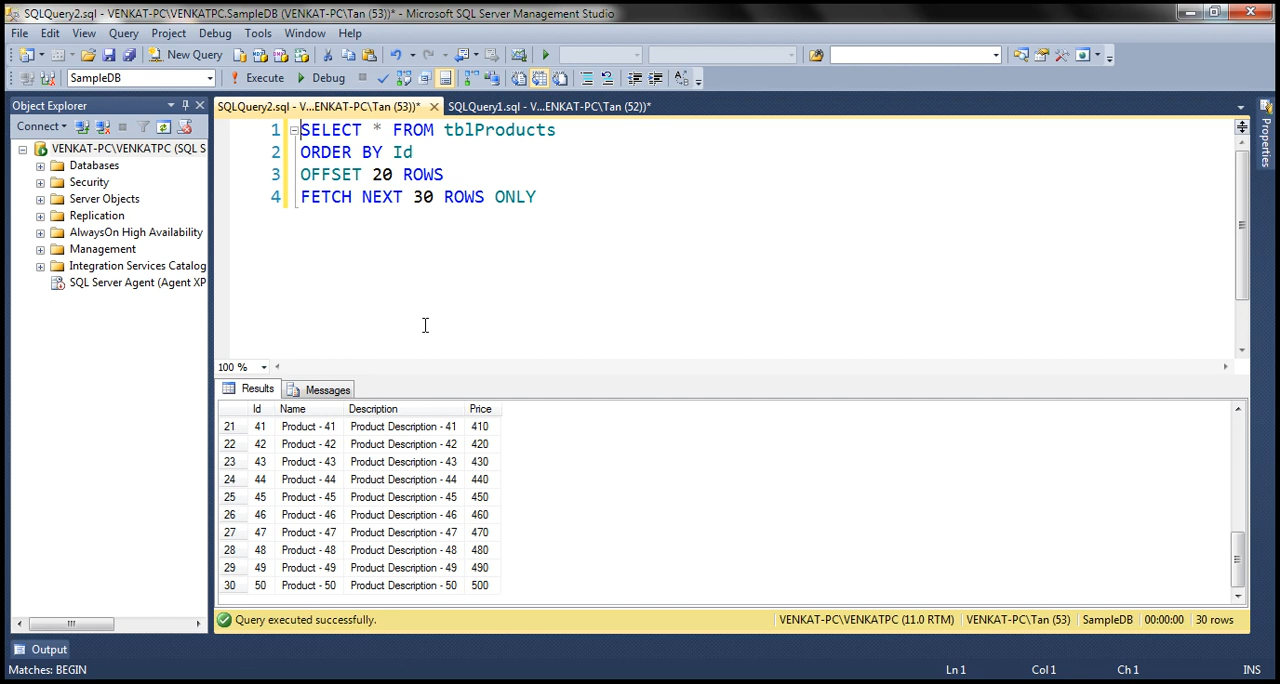 SQLQuery2.sql - VENKAT-PC\VENKATPC.SampleDB (VENKAT-PC\Tan (53))* - Microsoft SQL Server Management Studio
File Edit View Query Project Debug Tools Window Help
New Query
SampleDB Execute Debug
Object Explorer
SQLQuery2.sql - V...ENKAT-PC\Tan (53))* SQLQuery1.sql - V...ENKAT-PC\Tan (52))*
Connect
VENKAT-PC\VENKATPC (SQL S
Databases
Security
Server Objects
Replication
AlwaysOn High Availability
Management
Integration Services Catalog
SQL Server Agent (Agent XP
1 SELECT * FROM tblProducts
2 ORDER BY Id
3 OFFSET 20 ROWS
4 FETCH NEXT 30 ROWS ONLY
Properties
100 %
Results Messages
Id Name Description Price
21 41 Product - 41 Product Description - 41 410
22 42 Product - 42 Product Description - 42 420
23 43 Product - 43 Product Description - 43 430
24 44 Product - 44 Product Description - 44 440
25 45 Product - 45 Product Description - 45 450
26 46 Product - 46 Product Description - 46 460
27 47 Product - 47 Product Description - 47 470
28 48 Product - 48 Product Description - 48 480
29 49 Product - 49 Product Description - 49 490
30 50 Product - 50 Product Description - 50 500
Query executed successfully. VENKAT-PC\VENKATPC (11.0 RTM) VENKAT-PC\Tan (53) SampleDB 00:00:00 30 rows
Output
Matches: BEGIN Ln 1 Col 1 Ch 1 INS